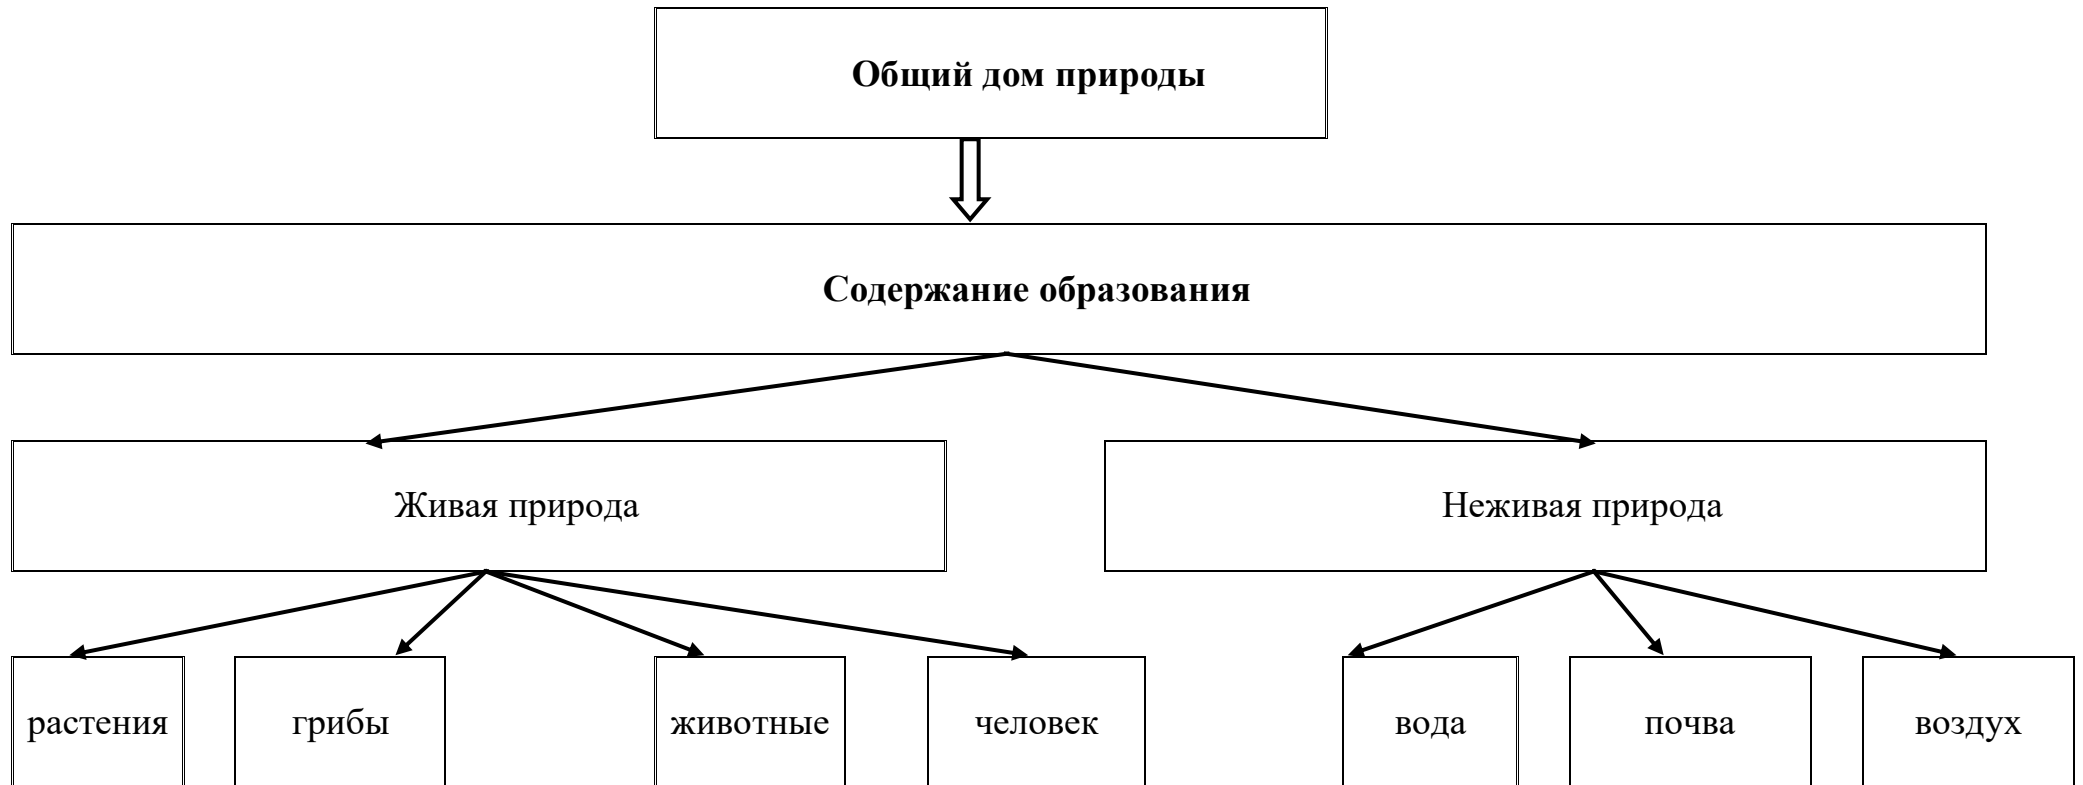 Общий дом природы
Содержание образования
Живая природа
Неживая природа
растения
грибы
животные
человек
вода
почва
воздух